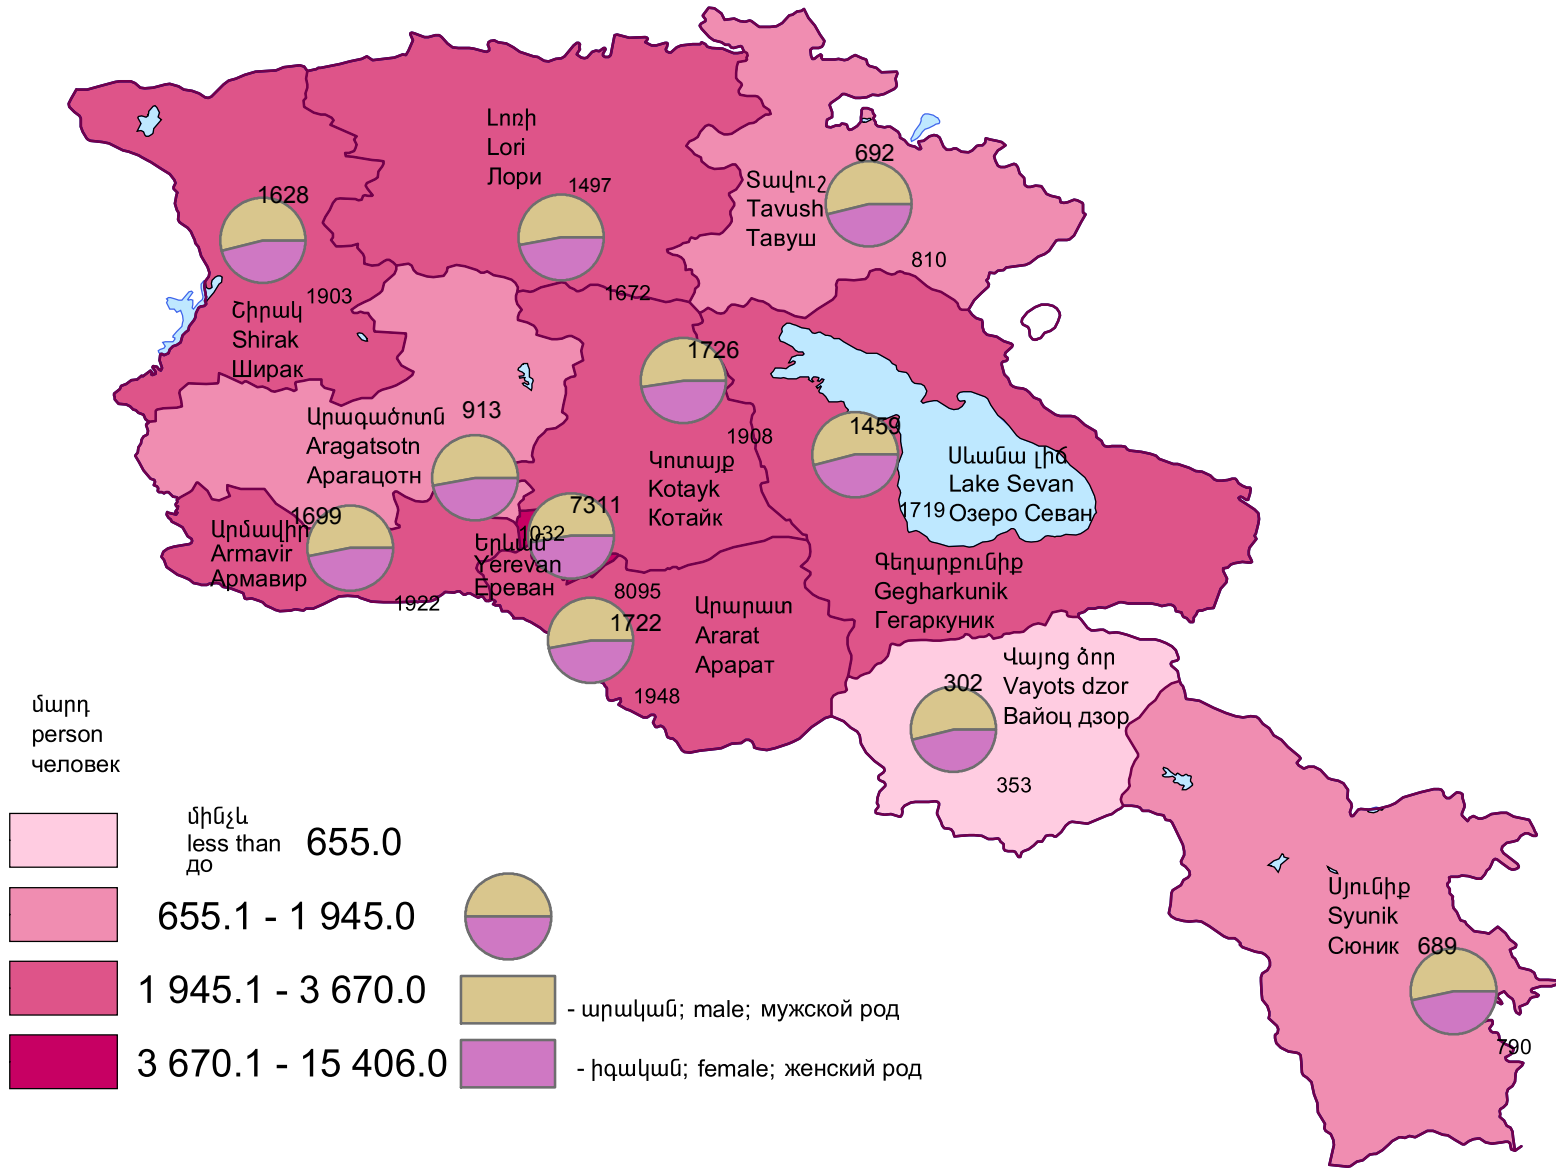 Լոռի
Lori
Лори
1497
1672
692
Տավուշ
Tavush
Тавуш
810
1628
1903
Շիրակ
Shirak
Ширак
Արագածոտն
Aragatsotn
Арагацотн
913
1032
1726
1908
Կոտայք
Kotayk
Котайк
1459
1719
Սևանա լիճ
Lake Sevan
Озеро Севан
Գեղարքունիք
Gegharkunik
Гегаркуник
1699
Արմավիր
Armavir
Армавир
1922
7311
Երևան
Yerevan
Ереван
8095
1722
1948
Արարատ
Ararat
Арарат
302
Վայոց ձոր
Vayots dzor
Вайоц дзор
353
Սյունիք
Syunik
Сюник
689
790
մարդ
person
человек
մինչև
less than
до
655.0
655.1 - 1 945.0
1 945.1 - 3 670.0
3 670.1 - 15 406.0
- արական; male; мужской род
- իգական; female; женский род